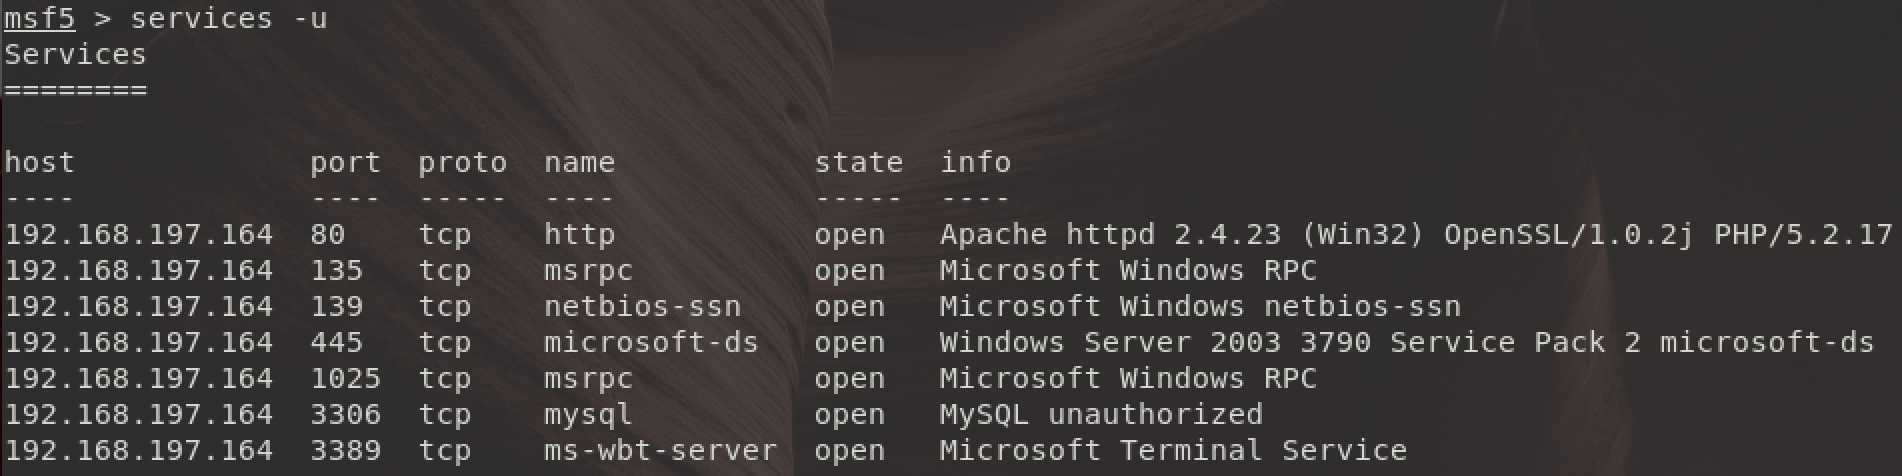 msf5 > services -u
Services
========
host port proto name state info
---- ---- ----- ---- ----- ----
192.168.197.164 80 tcp http open Apache httpd 2.4.23 (Win32) OpenSSL/1.0.2j PHP/5.2.17
192.168.197.164 135 tcp msrpc open Microsoft Windows RPC
192.168.197.164 139 tcp netbios-ssn open Microsoft Windows netbios-ssn
192.168.197.164 445 tcp microsoft-ds open Windows Server 2003 3790 Service Pack 2 microsoft-ds
192.168.197.164 1025 tcp msrpc open Microsoft Windows RPC
192.168.197.164 3306 tcp mysql open MySQL unauthorized
192.168.197.164 3389 tcp ms-wbt-server open Microsoft Terminal Service